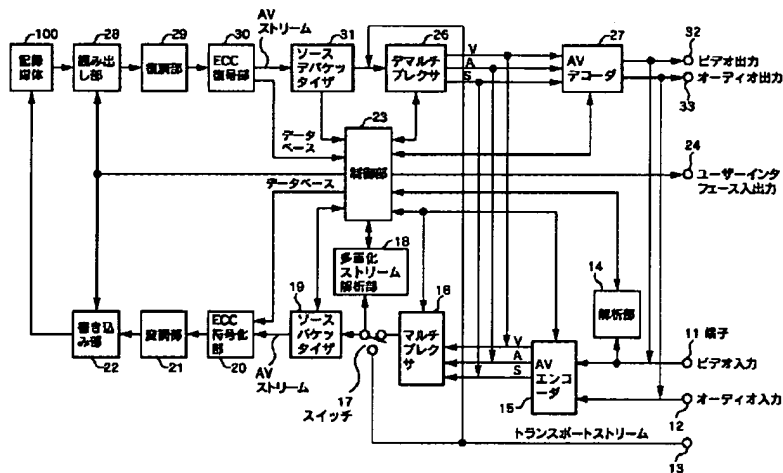 100
記録媒体
28
読み出し部
29
復調部
30
ECC
復号部
AV
ストリーム
31
ソース
デパケッ
タイザ
26
デマルチ
プレクサ
V
A
S
27
AV
デコーダ
32
ビデオ出力
オーディオ出力
33
23
制御部
データ
ベース
データベース
24
ユーザーインタ
フェース入出力
18
多重化
ストリーム
解析部
14
解析部
19
ソース
パケッ
タイザ
16
マルチ
プレク
サ
V
A
S
AV
エンコ
ーダ
15
11 端子
ビデオ入力
オーディオ入力
12
書き込
み部
22
変調部
21
ECC
符号化
部
20
AV
ストリーム
17
スイッチ
トランスポートストリーム
13